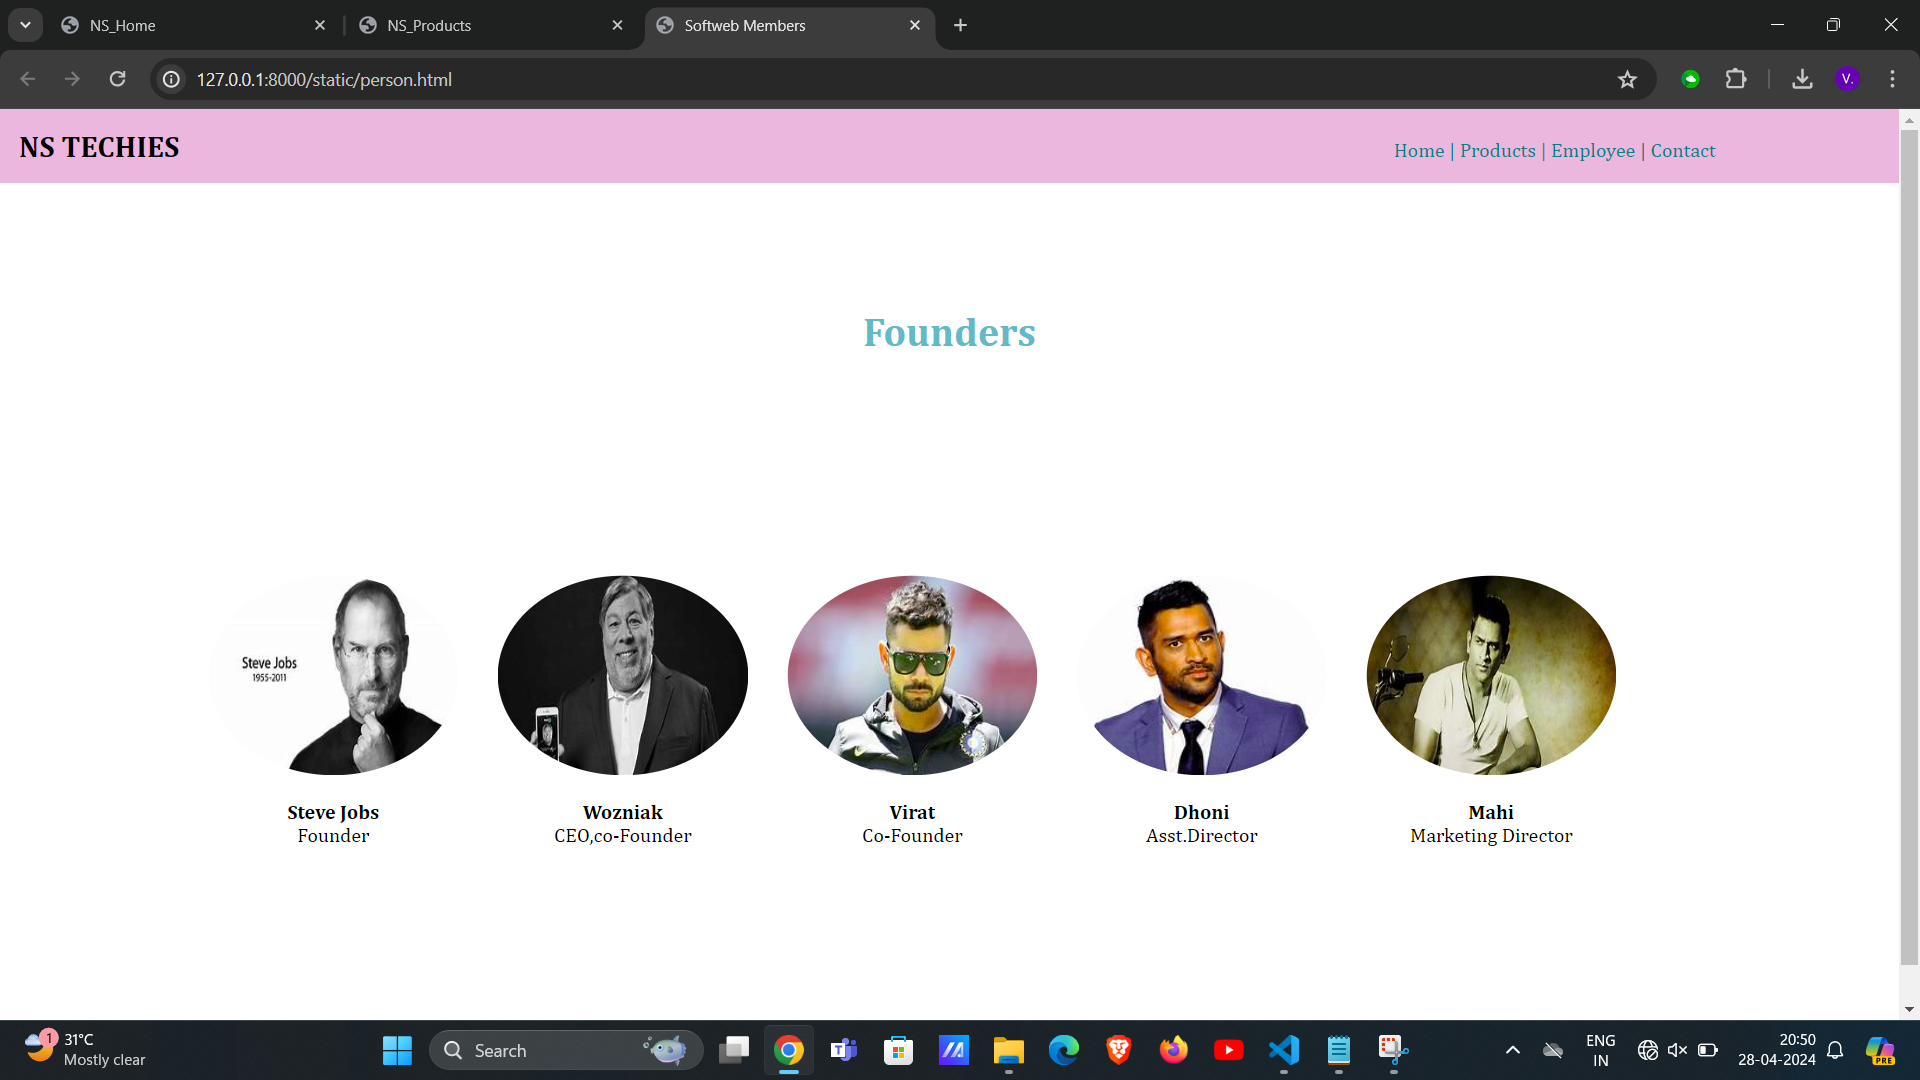 NS_Home
NS_Products
Softweb Members
127.0.0.1:8000/static/person.html
V.
NS TECHIES
Home | Products | Employee | Contact
Founders
Steve Jobs
1955-2011
Steve Jobs
Founder
Wozniak
CEO,co-Founder
Virat
Co-Founder
Dhoni
Asst.Director
Mahi
Marketing Director
1
31°C
Mostly clear
Search
ENG
IN
20:50
28-04-2024
PRE